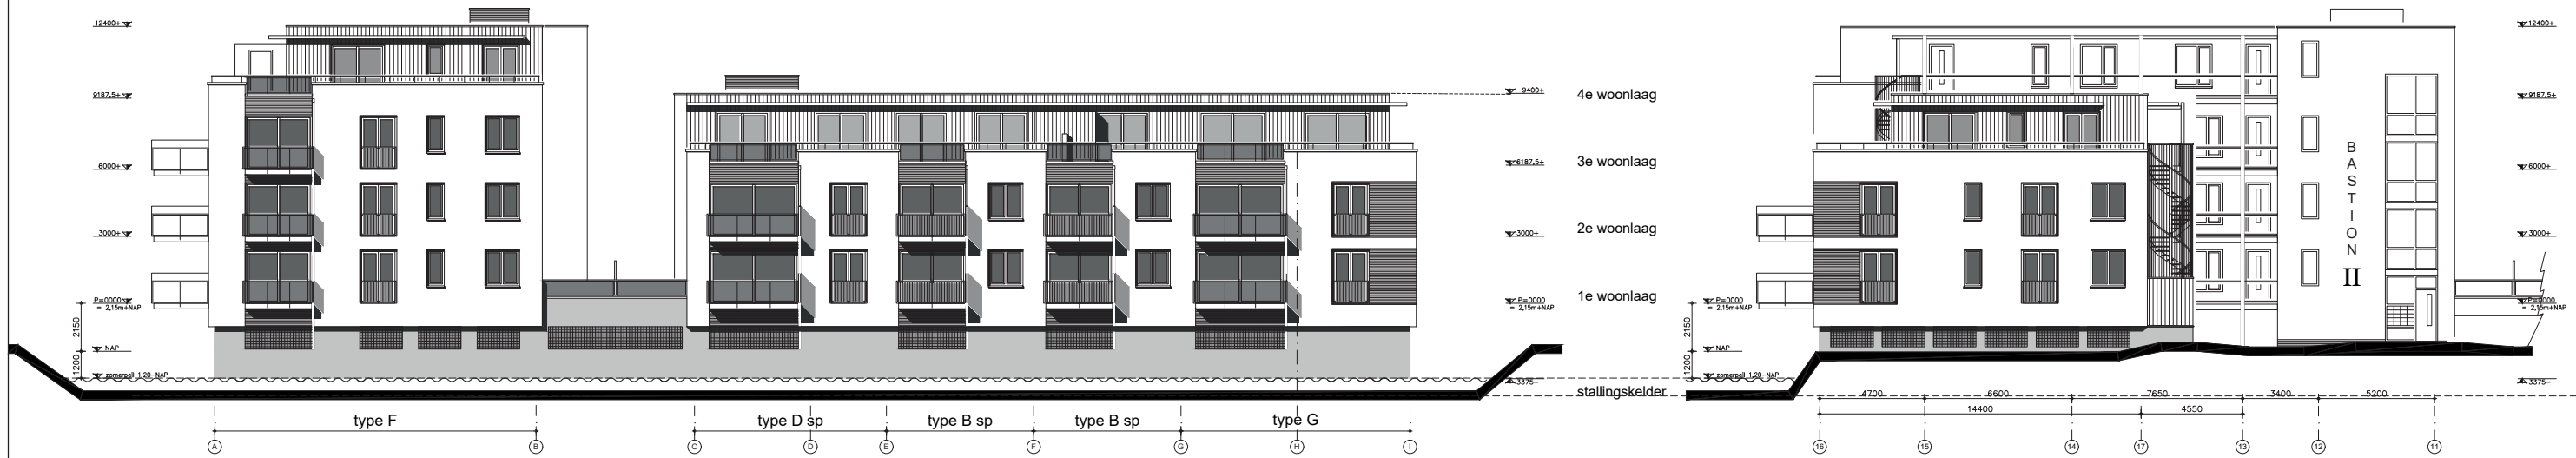 12400+
9187,5+
6000+
3000+
P=0000
= 2,15m+NAP
2150
NAP
1200
zomerpeil 1,20-NAP
type F
type D sp
type B sp
type B sp
type G
A
B
C
D
E
F
G
H
I
9400+
6187,5+
3000+
P=0000
= 2,15m+NAP
3375-
4e woonlaag
3e woonlaag
2e woonlaag
1e woonlaag
stallingskelder
P=0000
= 2,15m+NAP
2150
NAP
1200
zomerpeil 1,20-NAP
BASTION
II
12400+
9187,5+
6000+
3000+
P=0000
= 2,15m+NAP
3375-
4700
6600
7650
3400
5200
14400
4550
16
15
14
17
13
12
11